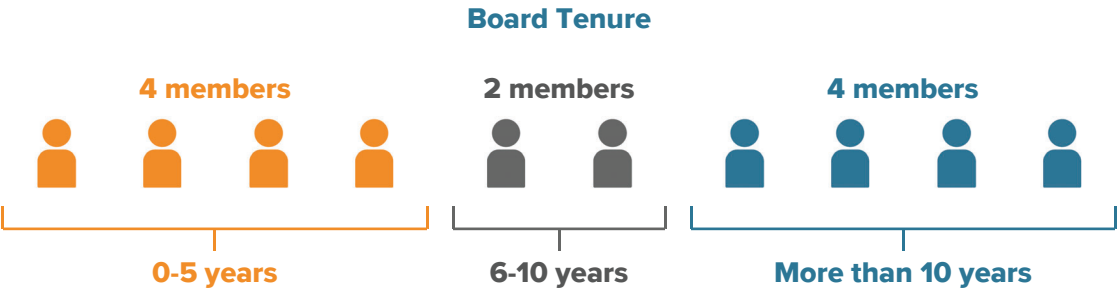 Board Tenure
4 members
2 members
4 members
0-5 years
6-10 years
More than 10 years